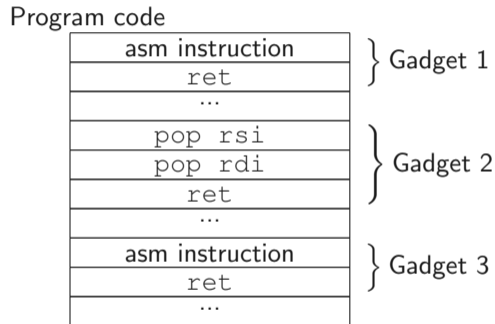 Program code
asm instruction
ret
Gadget 1
...
pop rsi
pop rdi
ret
Gadget 2
...
asm instruction
ret
Gadget 3
...